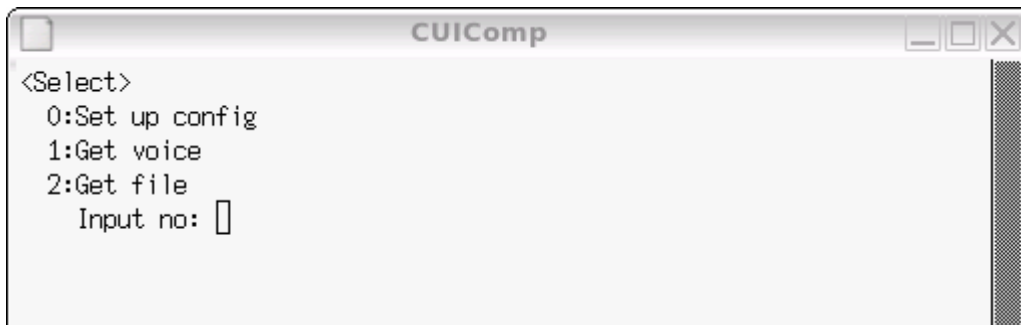 CUIComp
<Select>
0:Set up config
1:Get voice
2:Get file
Input no: